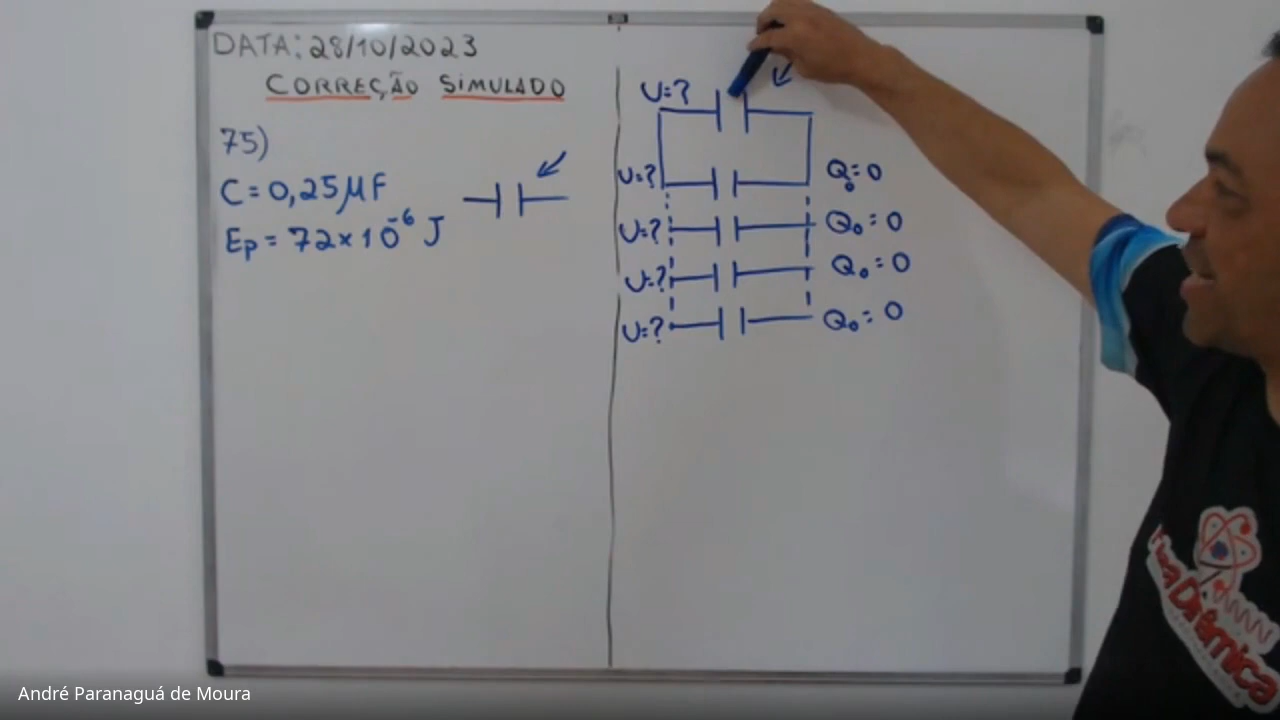 DATA: 28/10/2023
CORREÇÃO SIMULADO
75)
C = 0,25 μF
Ep = 72×10⁻⁶ J
U=?
U=? Q₀=0
U=? Q₀=0
U=? Q₀=0
U=? Q₀=0
Dinâmica
André Paranaguá de Moura